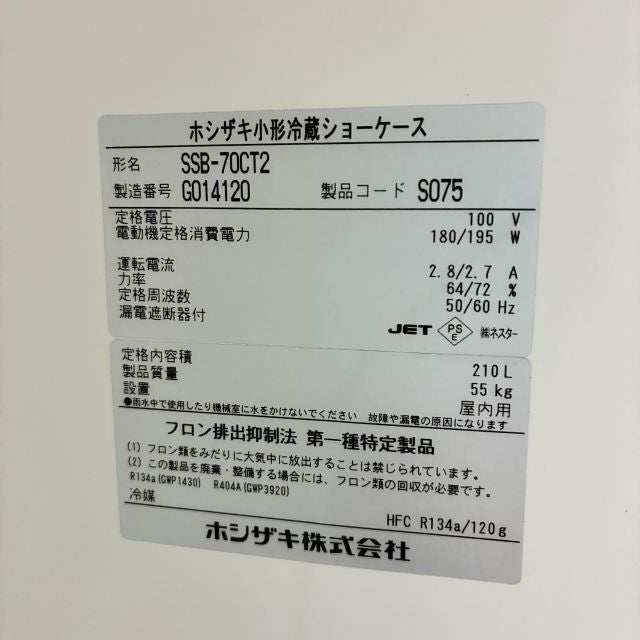 ホシザキ小形冷蔵ショーケース
形名 SSB-70CT2
製造番号 G014120 製品コード S075
定格電圧 100 V
電動機定格消費電力 180/195 W
運転電流 2.8/2.7 A
力率 64/72 %
定格周波数 50/60 Hz
漏電遮断器付
JET PSE ㈱ネスター
定格内容積 210 L
製品質量 55 kg
設置 屋内用
●雨水中で使用したり機械室に水をかけないでください 故障や漏電の原因になります
フロン排出抑制法 第一種特定製品
(1) フロン類をみだりに大気中に放出することは禁じられています。
(2) この製品を廃棄・整備する場合には、フロン類の回収が必要です。
R134a(GWP1430) R404A(GWP3920)
冷媒 HFC R134a/120g
ホシザキ株式会社